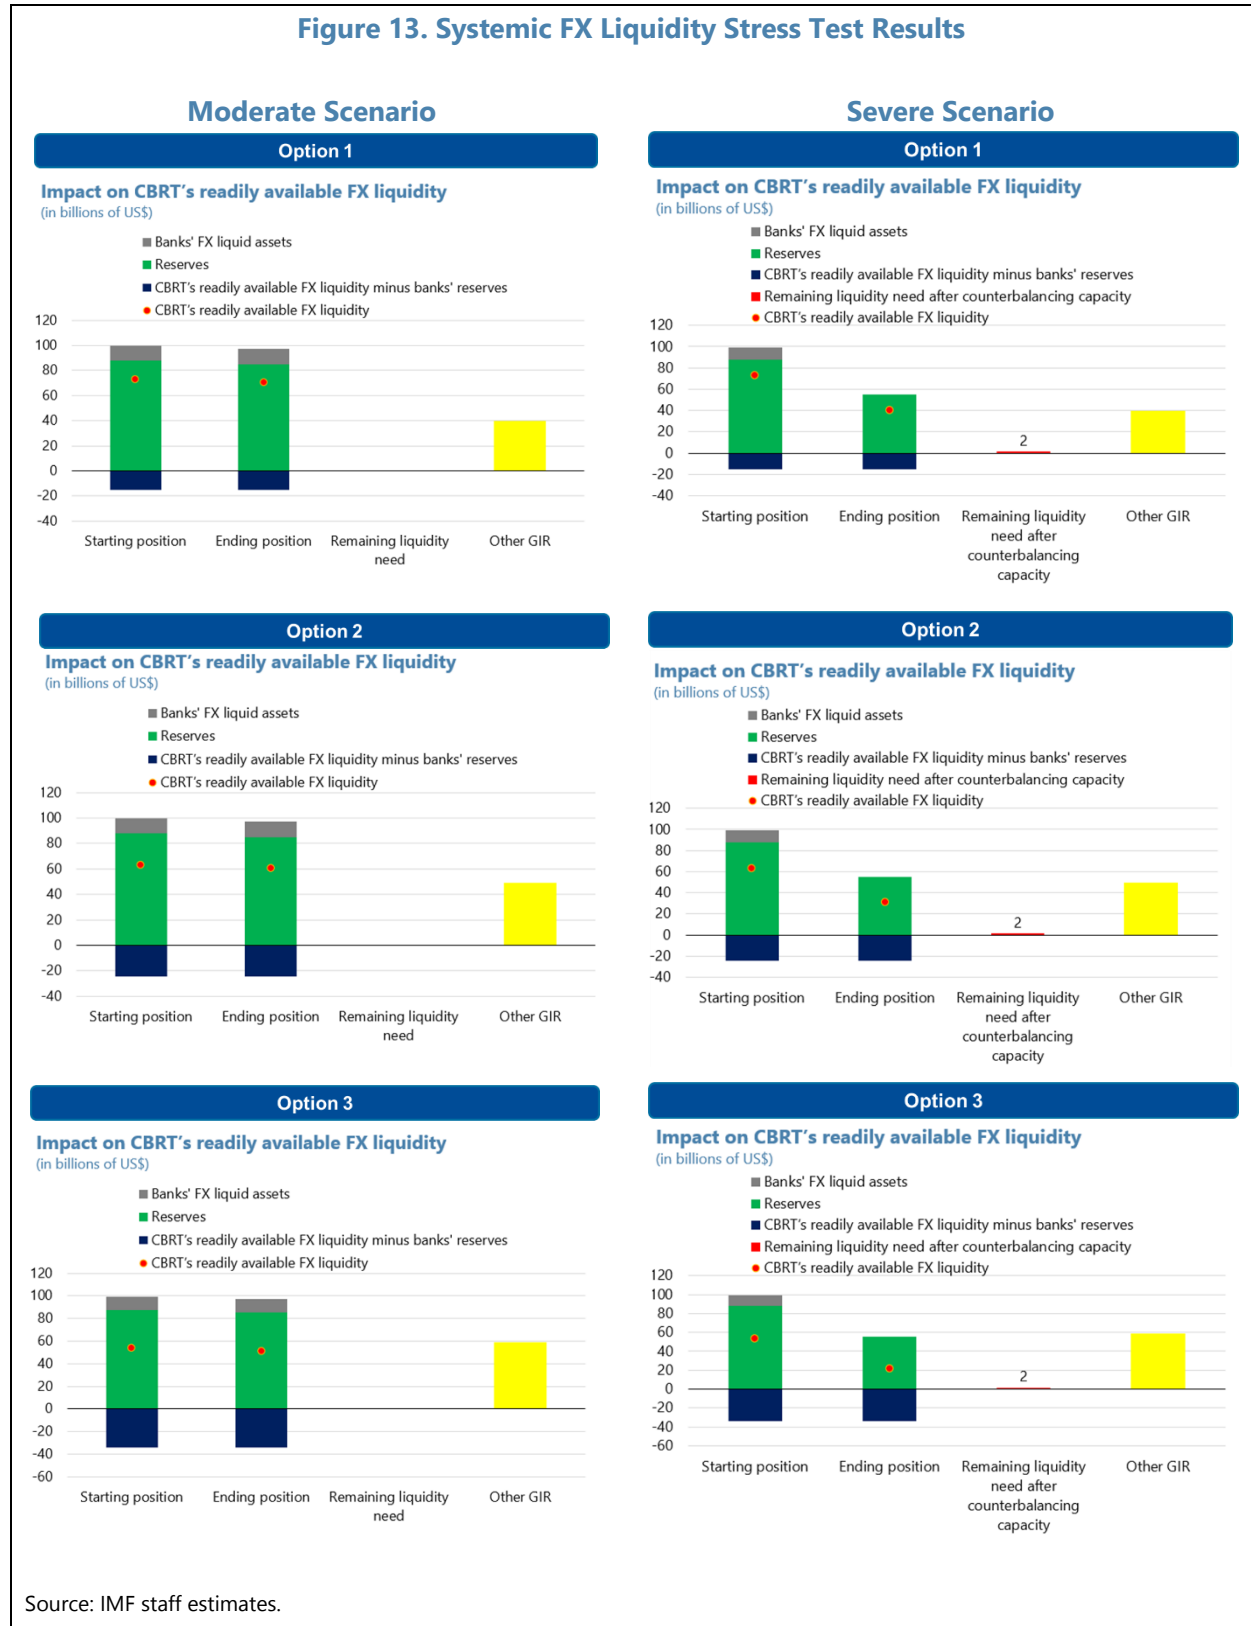 Figure 13. Systemic FX Liquidity Stress Test Results
Moderate Scenario
Option 1
Impact on CBRT's readily available FX liquidity
(in billions of US$)
Banks' FX liquid assets
Reserves
CBRT's readily available FX liquidity minus banks' reserves
CBRT's readily available FX liquidity
120
100
80
60
40
20
0
-20
-40
Starting position
Ending position
Remaining liquidity
need
Other GIR
Severe Scenario
Option 1
Impact on CBRT's readily available FX liquidity
(in billions of US$)
Banks' FX liquid assets
Reserves
CBRT's readily available FX liquidity minus banks' reserves
Remaining liquidity need after counterbalancing capacity
CBRT's readily available FX liquidity
120
100
80
60
40
20
0
-20
-40
2
Starting position
Ending position
Remaining liquidity
need after
counterbalancing
capacity
Other GIR
Option 2
Impact on CBRT's readily available FX liquidity
(in billions of US$)
Banks' FX liquid assets
Reserves
CBRT's readily available FX liquidity minus banks' reserves
CBRT's readily available FX liquidity
120
100
80
60
40
20
0
-20
-40
Starting position
Ending position
Remaining liquidity
need
Other GIR
Option 2
Impact on CBRT's readily available FX liquidity
(in billions of US$)
Banks' FX liquid assets
Reserves
CBRT's readily available FX liquidity minus banks' reserves
Remaining liquidity need after counterbalancing capacity
CBRT's readily available FX liquidity
120
100
80
60
40
20
0
-20
-40
2
Starting position
Ending position
Remaining liquidity
need after
counterbalancing
capacity
Other GIR
Option 3
Impact on CBRT's readily available FX liquidity
(in billions of US$)
Banks' FX liquid assets
Reserves
CBRT's readily available FX liquidity minus banks' reserves
CBRT's readily available FX liquidity
120
100
80
60
40
20
0
-20
-40
-60
Starting position
Ending position
Remaining liquidity
need
Other GIR
Option 3
Impact on CBRT's readily available FX liquidity
(in billions of US$)
Banks' FX liquid assets
Reserves
CBRT's readily available FX liquidity minus banks' reserves
Remaining liquidity need after counterbalancing capacity
CBRT's readily available FX liquidity
120
100
80
60
40
20
0
-20
-40
-60
2
Starting position
Ending position
Remaining liquidity
need after
counterbalancing
capacity
Other GIR
Source: IMF staff estimates.